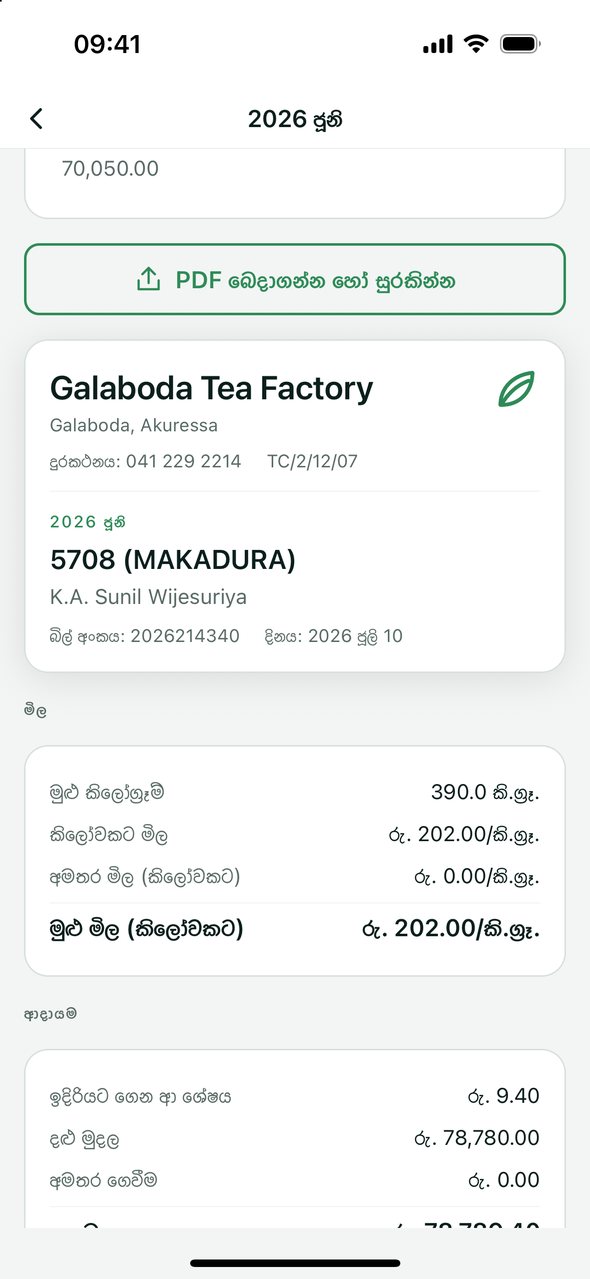 09:41
2026 ජූනි
70,050.00
PDF බෙදාගන්න හෝ සුරකින්න
Galaboda Tea Factory
Galaboda, Akuressa
දුරකථනය: 041 229 2214 TC/2/12/07
2026 ජූනි
5708 (MAKADURA)
K.A. Sunil Wijesuriya
බිල් අංකය: 2026214340 දිනය: 2026 ජූලි 10
මිල
මුළු කිලෝග්‍රෑම් 390.0 කි.ග්‍රෑ.
කිලෝවකට මිල රු. 202.00/කි.ග්‍රෑ.
අමතර මිල (කිලෝවකට) රු. 0.00/කි.ග්‍රෑ.
මුළු මිල (කිලෝවකට) රු. 202.00/කි.ග්‍රෑ.
ආදායම
ඉදිරියට ගෙන ආ ශේෂය රු. 9.40
දළු මුදල රු. 78,780.00
අමතර ගෙවීම් රු. 0.00